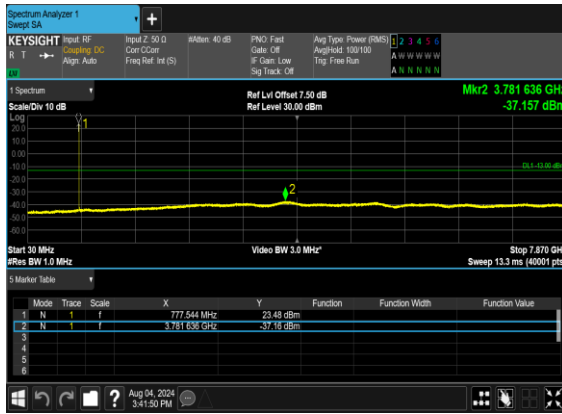 Spectrum Analyzer 1
Swept SA
+
KEYSIGHT Input: RF Input Z: 50 Ω #Atten: 40 dB PNO: Fast Avg Type: Power (RMS) 1 2 3 4 5 6
R T Coupling: DC Corr CCorr Gate: Off Avg|Hold: 100/100 A W W W W W
Align: Auto Freq Ref: Int (S) IF Gain: Low Trig: Free Run
Sig Track: Off A N N N N N
1 Spectrum Ref Lvl Offset 7.50 dB Mkr2 3.781 636 GHz
Scale/Div 10 dB Ref Level 30.00 dBm -37.157 dBm
Log
20.0
10.0
0.00
-10.0
-20.0
-30.0
-40.0
-50.0
-60.0
1
DL1 -13.00 dBm
2
Start 30 MHz Video BW 3.0 MHz* Stop 7.870 GHz
#Res BW 1.0 MHz Sweep 13.3 ms (40001 pts)
5 Marker Table
Mode Trace Scale X Y Function Function Width Function Value
1 N 1 f 777.544 MHz 23.48 dBm
2 N 1 f 3.781 636 GHz -37.16 dBm
3
4
5
6
? Aug 04, 2024
3:41:50 PM